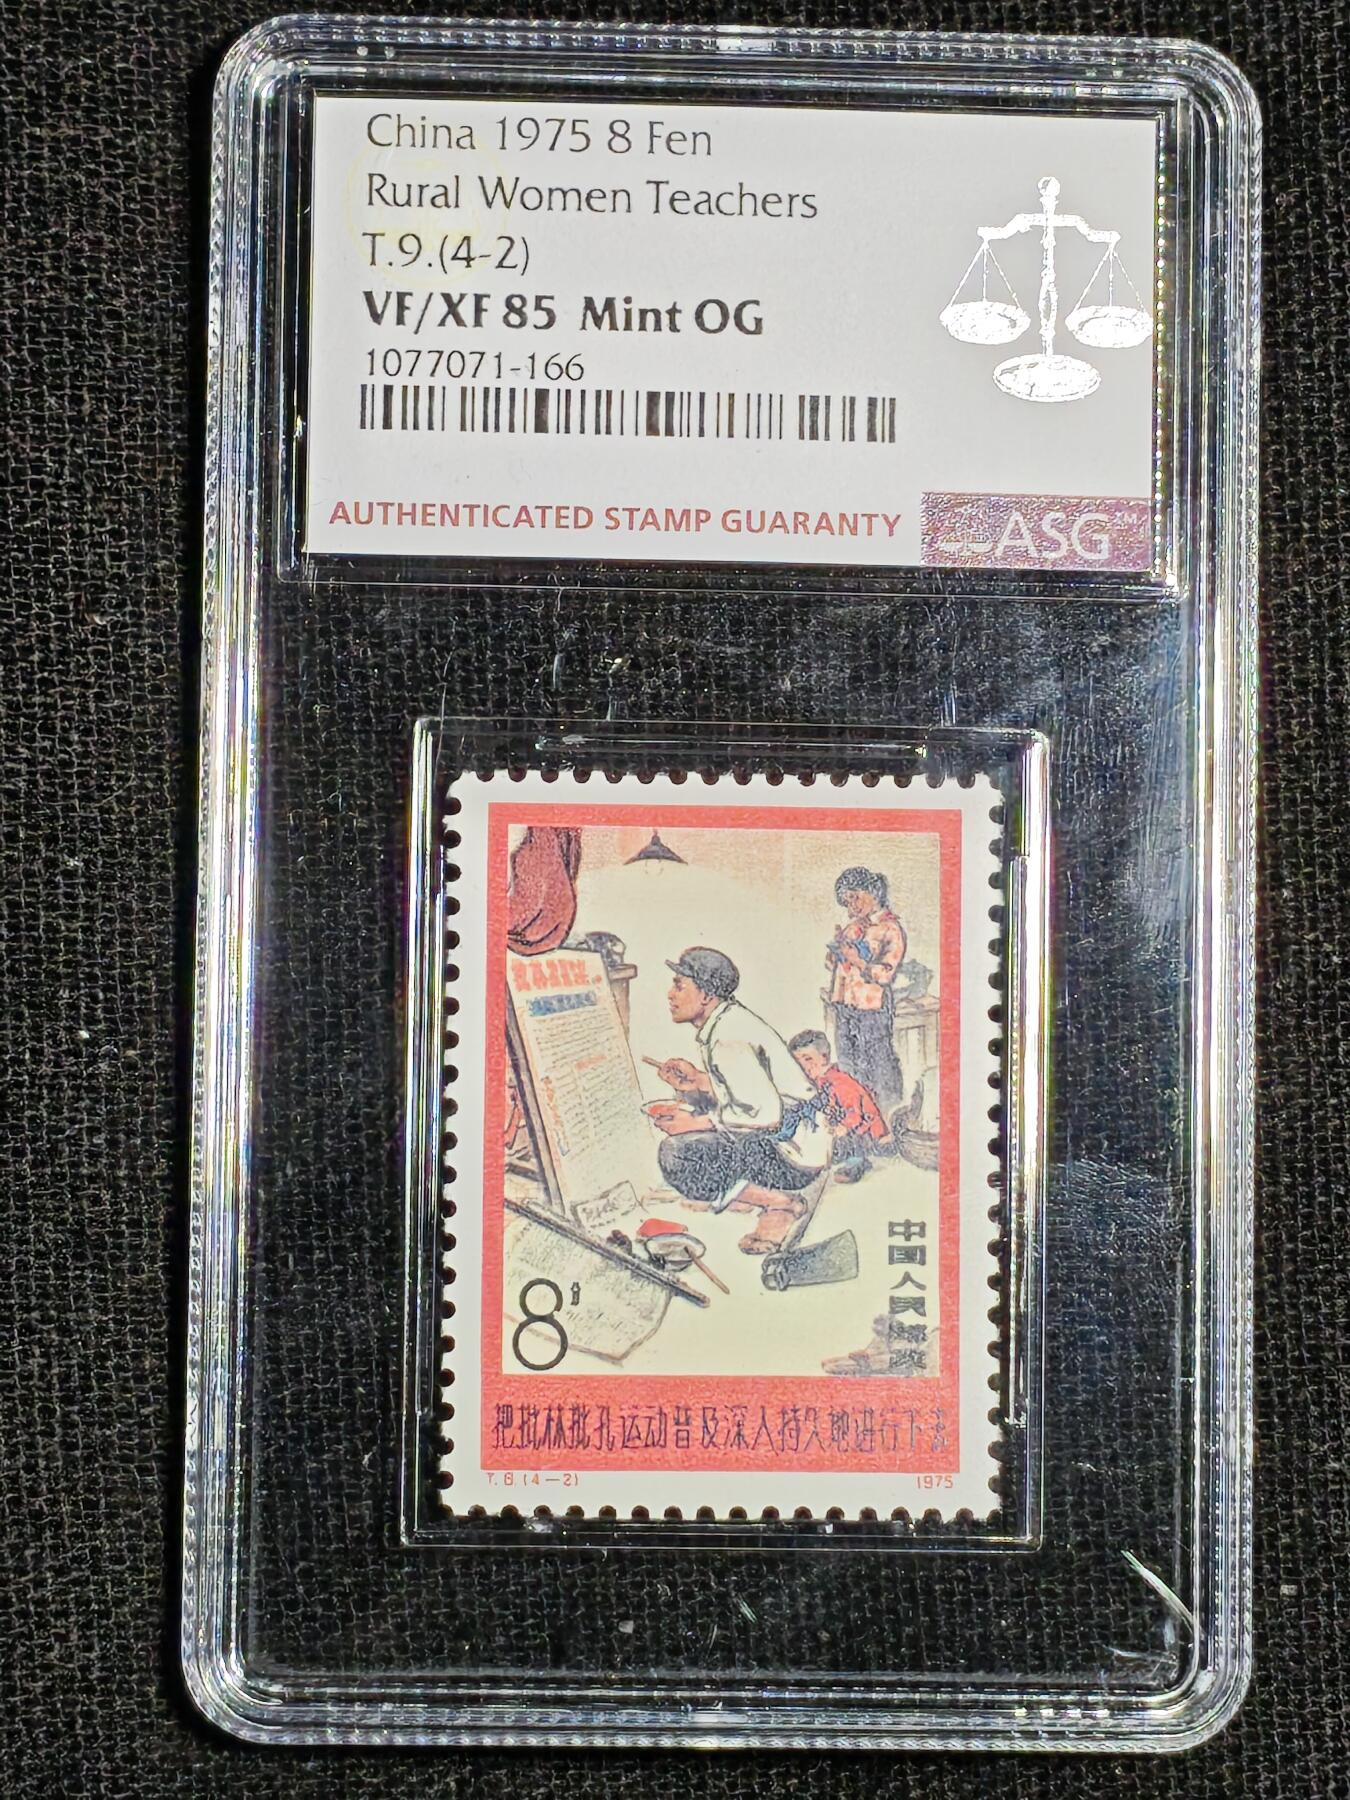 China 1975 8 Fen
Rural Women Teachers
T.9.(4-2)
VF/XF 85 Mint OG
1077071-166
AUTHENTICATED STAMP GUARANTY
ASG
8分
中国人民邮政
把批林批孔运动普及深入持久地进行下去
T.8.(4—2)
1975